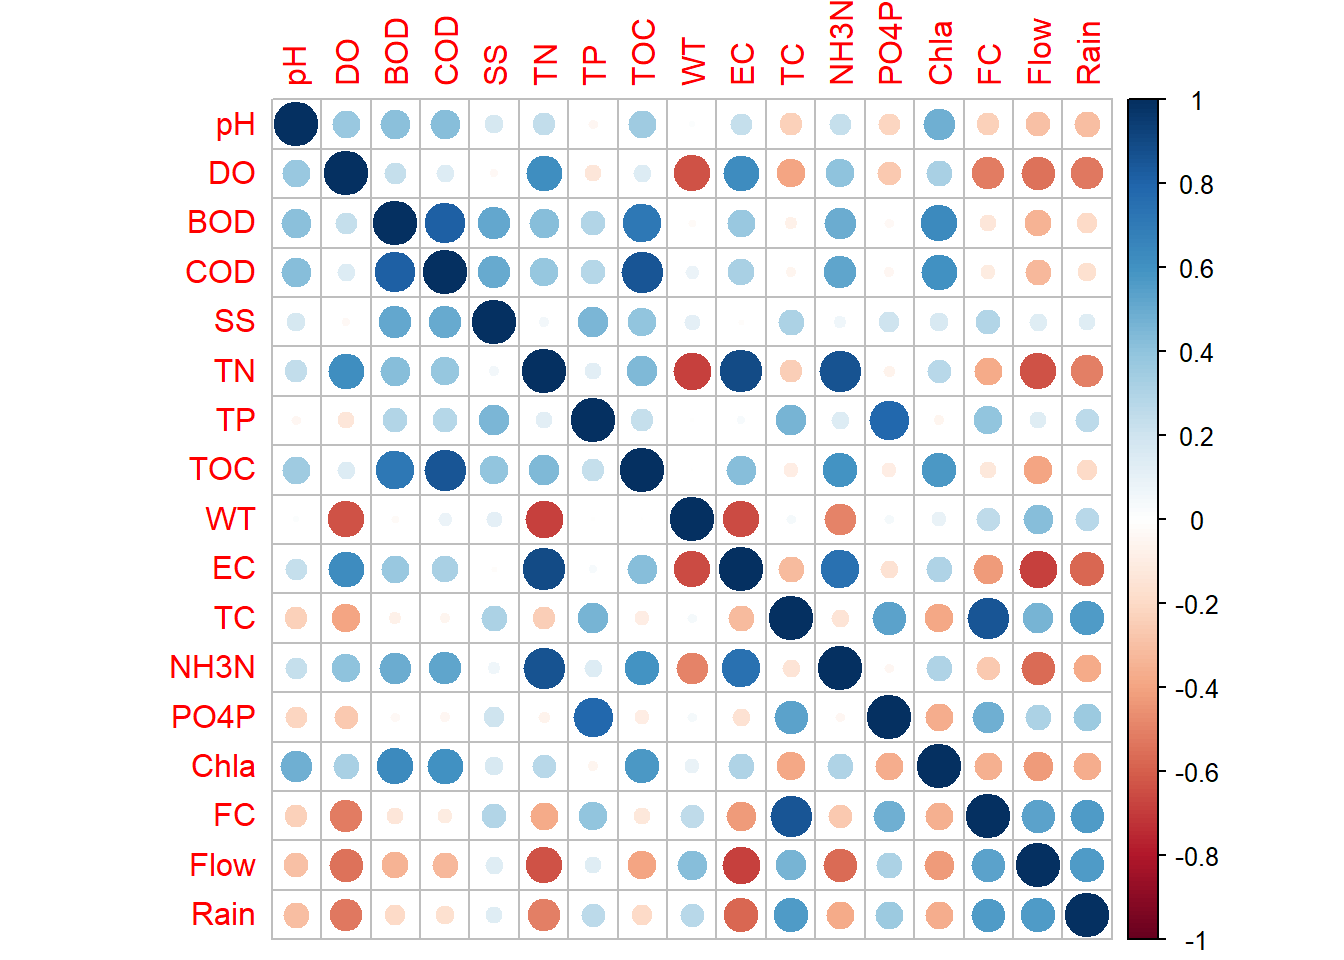 pH DO BOD COD SS TN TP TOC WT EC TC NH3N PO4P Chla FC Flow Rain
pH
DO
BOD
COD
SS
TN
TP
TOC
WT
EC
TC
NH3N
PO4P
Chla
FC
Flow
Rain
1
0.8
0.6
0.4
0.2
0
-0.2
-0.4
-0.6
-0.8
-1